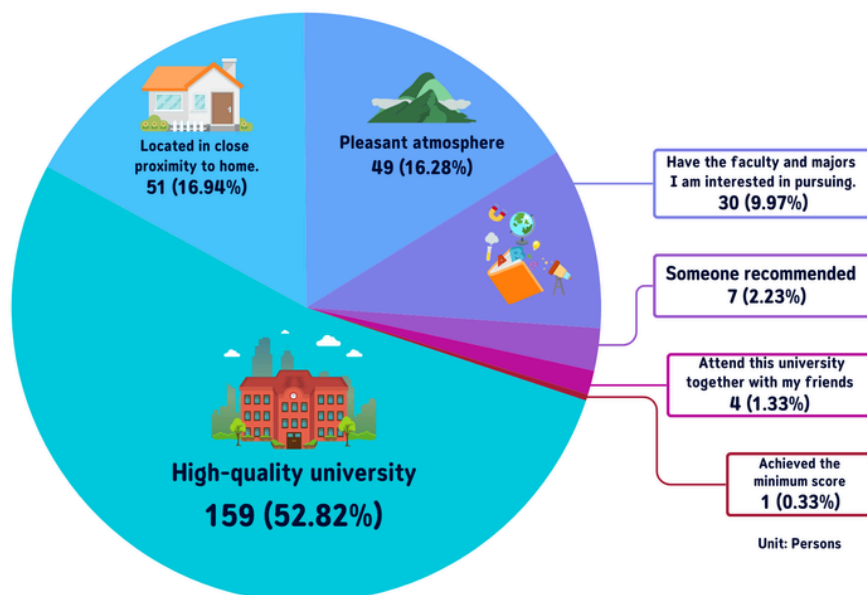 Located in close
proximity to home.
51 (16.94%)
Pleasant atmosphere
49 (16.28%)
Have the faculty and majors
I am interested in pursuing.
30 (9.97%)
Someone recommended
7 (2.23%)
Attend this university
together with my friends
4 (1.33%)
Achieved the
minimum score
1 (0.33%)
High-quality university
159 (52.82%)
Unit: Persons
A B